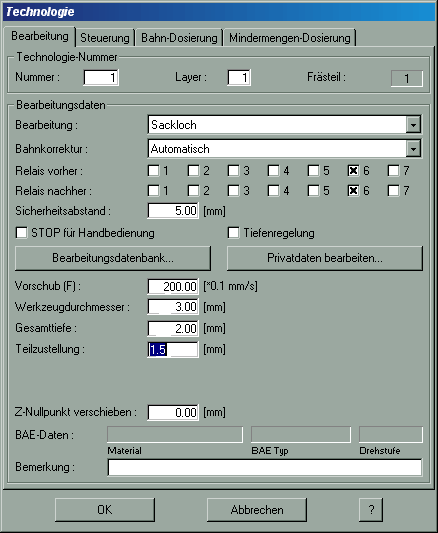 Technologie
Bearbeitung Steuerung Bahn-Dosierung Mindermengen-Dosierung
Technologie-Nummer
Nummer : 1 Layer : 1 Frästeil : 1
Bearbeitungsdaten
Bearbeitung : Sackloch
Bahnkorrektur : Automatisch
Relais vorher : 1 2 3 4 5 6 7
Relais nachher : 1 2 3 4 5 6 7
Sicherheitsabstand : 5.00 [mm]
STOP für Handbedienung Tiefenregelung
Bearbeitungsdatenbank... Privatdaten bearbeiten...
Vorschub (F) : 200.00 [*0.1 mm/s]
Werkzeugdurchmesser : 3.00 [mm]
Gesamttiefe : 2.00 [mm]
Teilzustellung : 1.5 [mm]
Z-Nullpunkt verschieben : 0.00 [mm]
BAE-Daten :
Material BAE Typ Drehstufe
Bemerkung :
OK Abbrechen ?